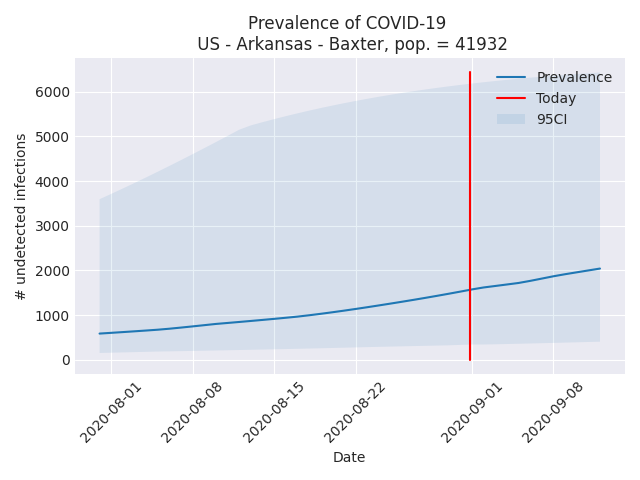 Prevalence of COVID-19
US - Arkansas - Baxter, pop. = 41932
Prevalence
Today
95CI
6000
5000
4000
3000
2000
1000
0
# undetected infections
2020-08-01
2020-08-08
2020-08-15
2020-08-22
2020-09-01
2020-09-08
Date